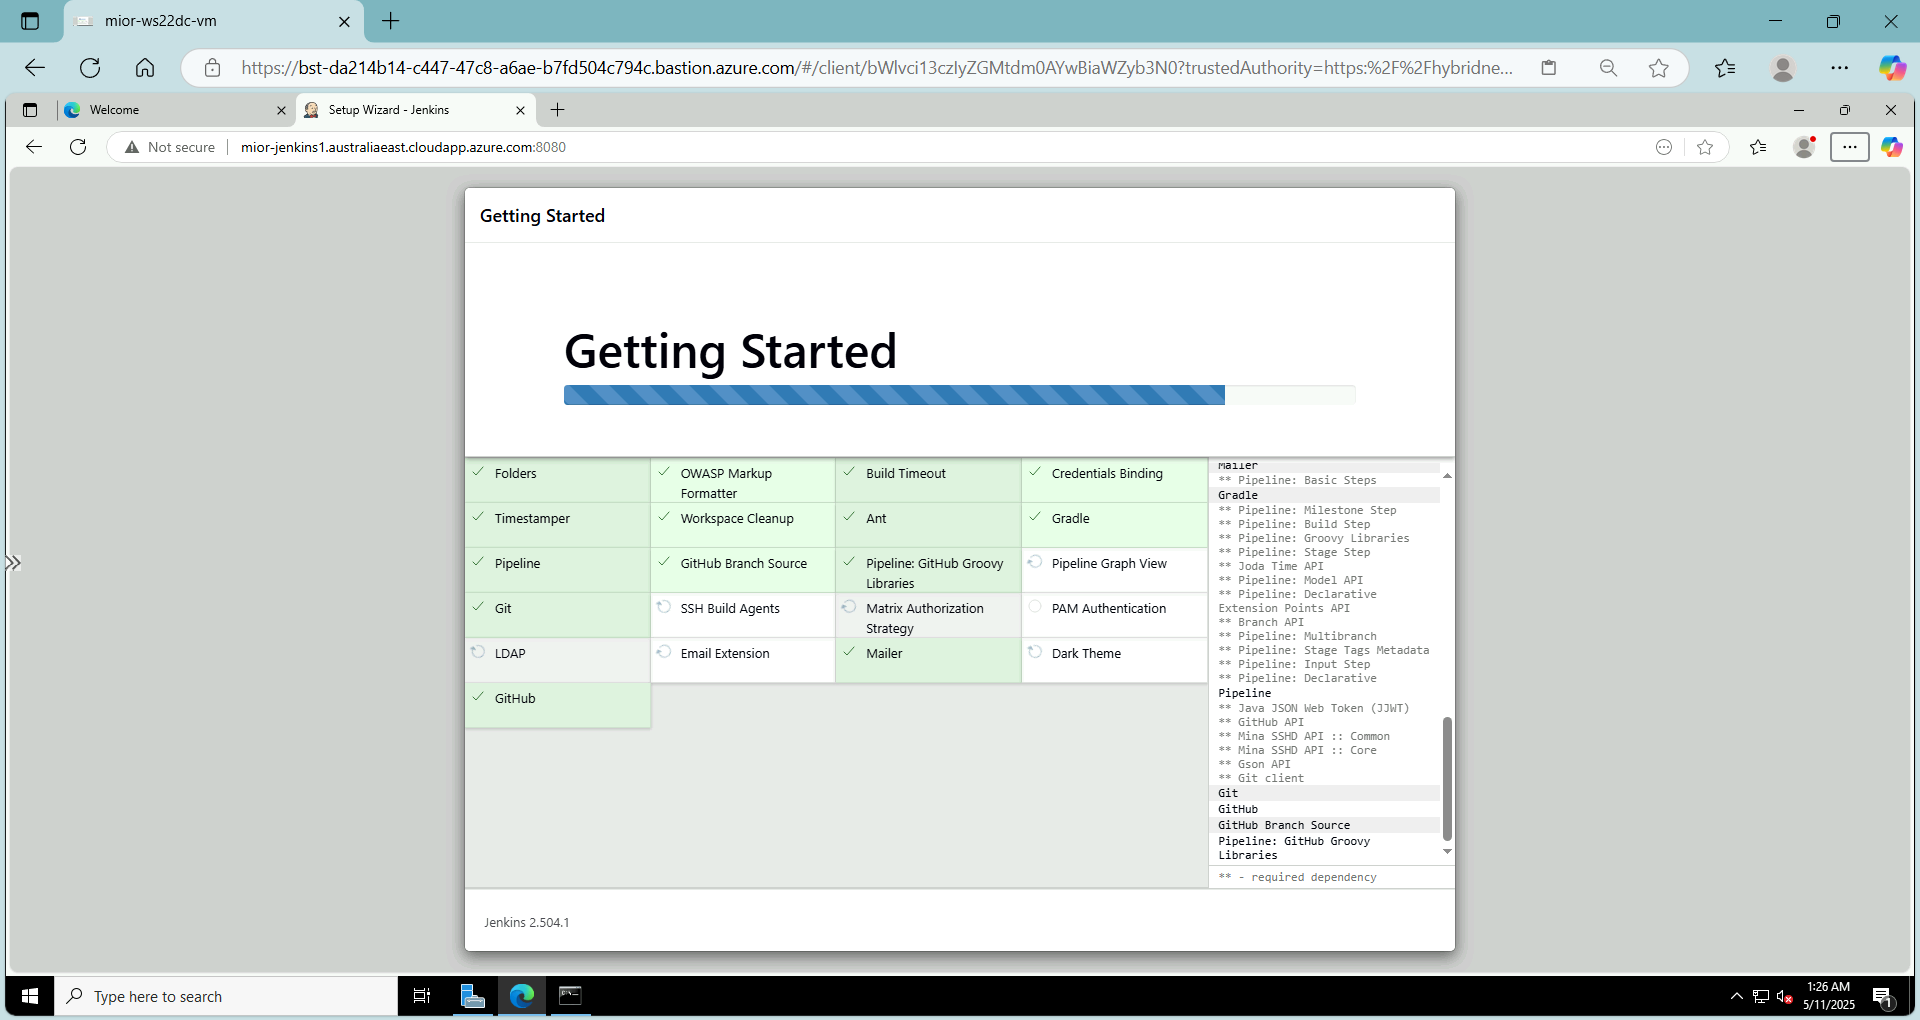 mior-ws22dc-vm
https://bst-da214b14-c447-47c8-a6ae-b7fd504c794c.bastion.azure.com/#/client/bWlvci13czIyZGMtdm0AYwBiaWZyb3N0?trustedAuthority=https:%2F%2Fhybridne...
Welcome
Setup Wizard - Jenkins
Not secure
mior-jenkins1.australiaeast.cloudapp.azure.com:8080
Getting Started
Getting Started
Folders
OWASP Markup
Formatter
Build Timeout
Credentials Binding
Timestamper
Workspace Cleanup
Ant
Gradle
Pipeline
GitHub Branch Source
Pipeline: GitHub Groovy
Libraries
Pipeline Graph View
Git
SSH Build Agents
Matrix Authorization
Strategy
PAM Authentication
LDAP
Email Extension
Mailer
Dark Theme
GitHub
Mailer
** Pipeline: Basic Steps
Gradle
** Pipeline: Milestone Step
** Pipeline: Build Step
** Pipeline: Groovy Libraries
** Pipeline: Stage Step
** Joda Time API
** Pipeline: Model API
** Pipeline: Declarative
Extension Points API
** Branch API
** Pipeline: Multibranch
** Pipeline: Stage Tags Metadata
** Pipeline: Input Step
** Pipeline: Declarative
Pipeline
** Java JSON Web Token (JJWT)
** GitHub API
** Mina SSHD API :: Common
** Mina SSHD API :: Core
** Gson API
** Git client
Git
GitHub
GitHub Branch Source
Pipeline: GitHub Groovy
Libraries
** - required dependency
Jenkins 2.504.1
Type here to search
1:26 AM
5/11/2025
1